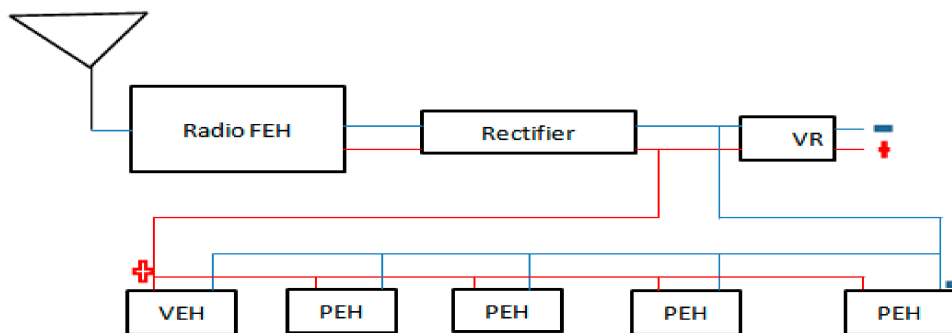 Radio FEH
Rectifier
VR
VEH
PEH
PEH
PEH
PEH